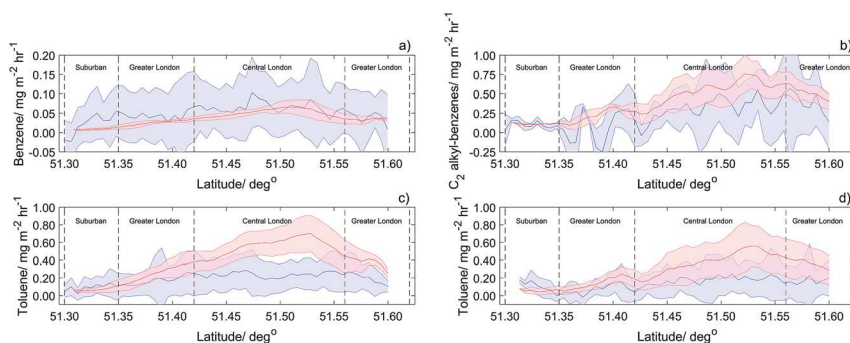 a)
Benzene/ mg m-2 hr-1
0.20
0.15
0.10
0.05
0.00
-0.05
Suburban
Greater London
Central London
Greater London
51.30
51.35
51.40
51.45
51.50
51.55
51.60
Latitude/ deg°
b)
C2 alkyl-benzenes/ mg m-2 hr-1
1.00
0.75
0.50
0.25
0.00
-0.25
Suburban
Greater London
Central London
Greater London
51.30
51.35
51.40
51.45
51.50
51.55
51.60
Latitude/ deg°
c)
Toluene/ mg m-2 hr-1
1.00
0.80
0.60
0.40
0.20
0.00
Suburban
Greater London
Central London
Greater London
51.30
51.35
51.40
51.45
51.50
51.55
51.60
Latitude/ deg°
d)
Toluene/ mg m-2 hr-1
1.00
0.80
0.60
0.40
0.20
0.00
Suburban
Greater London
Central London
Greater London
51.30
51.35
51.40
51.45
51.50
51.55
51.60
Latitude/ deg°